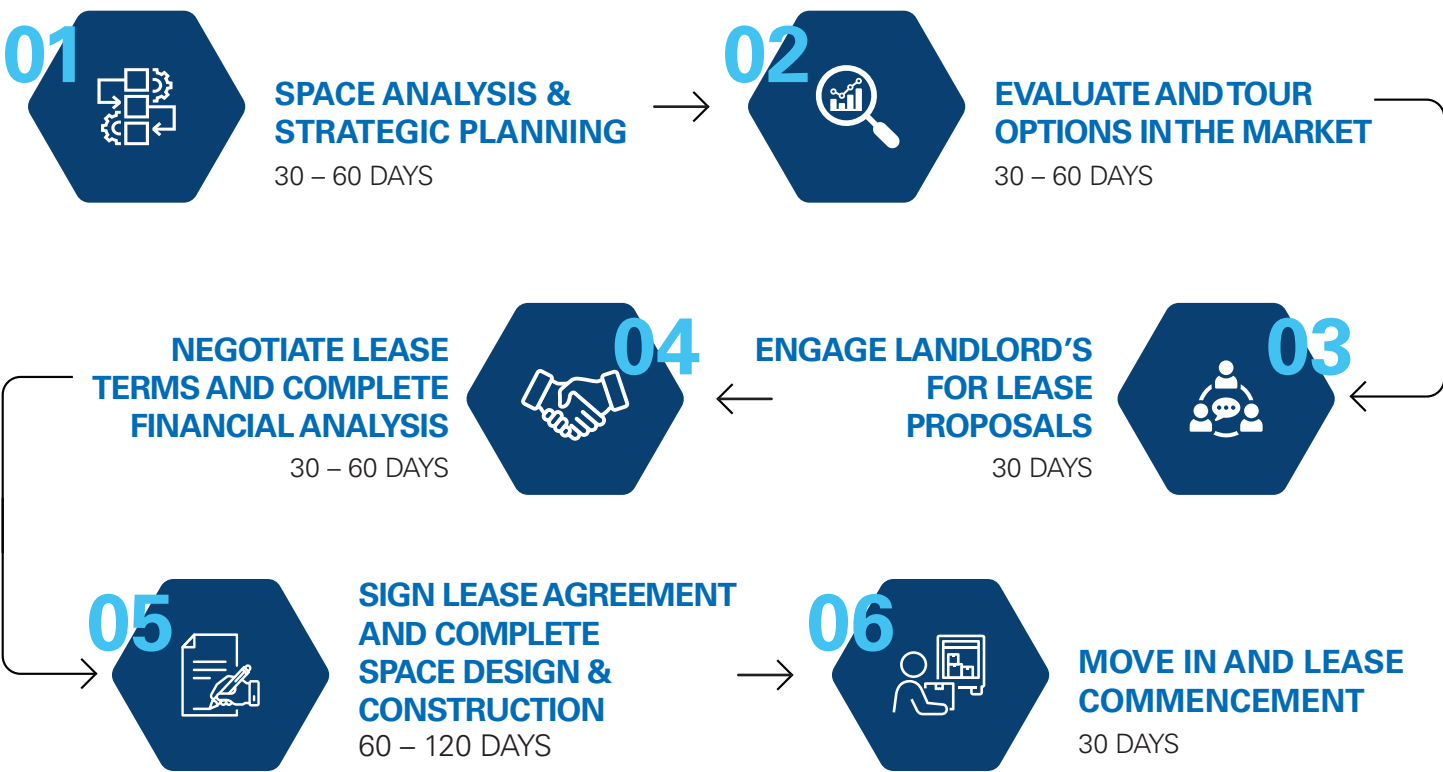 01
SPACE ANALYSIS &
STRATEGIC PLANNING
30 – 60 DAYS
02
EVALUATE AND TOUR
OPTIONS IN THE MARKET
30 – 60 DAYS
03
ENGAGE LANDLORD’S
FOR LEASE
PROPOSALS
30 DAYS
04
NEGOTIATE LEASE
TERMS AND COMPLETE
FINANCIAL ANALYSIS
30 – 60 DAYS
05
SIGN LEASE AGREEMENT
AND COMPLETE
SPACE DESIGN &
CONSTRUCTION
60 – 120 DAYS
06
MOVE IN AND LEASE
COMMENCEMENT
30 DAYS